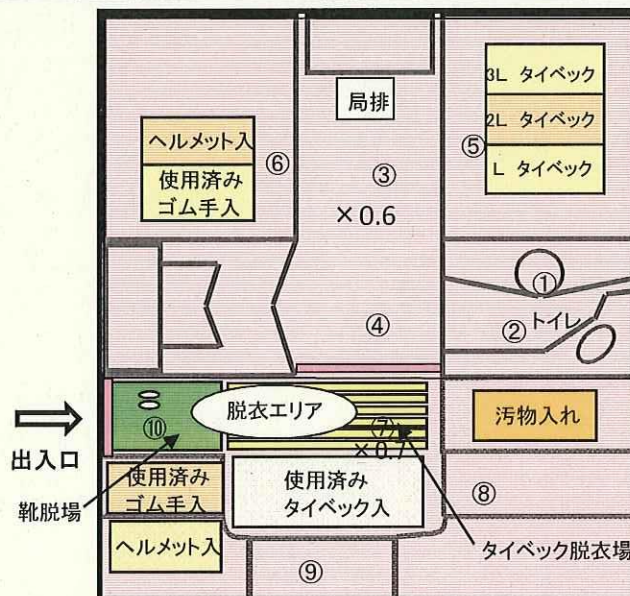 局排
3L タイベック
2L タイベック
L タイベック
⑤
ヘルメット入
使用済み
ゴム手入
⑥
③
×0.6
④
①
② トイレ
出入口
⑩
脱衣エリア
⑦
×0.7
汚物入れ
靴脱場
使用済み
ゴム手入
ヘルメット入
使用済み
タイベック入
⑧
タイベック脱衣場
⑨